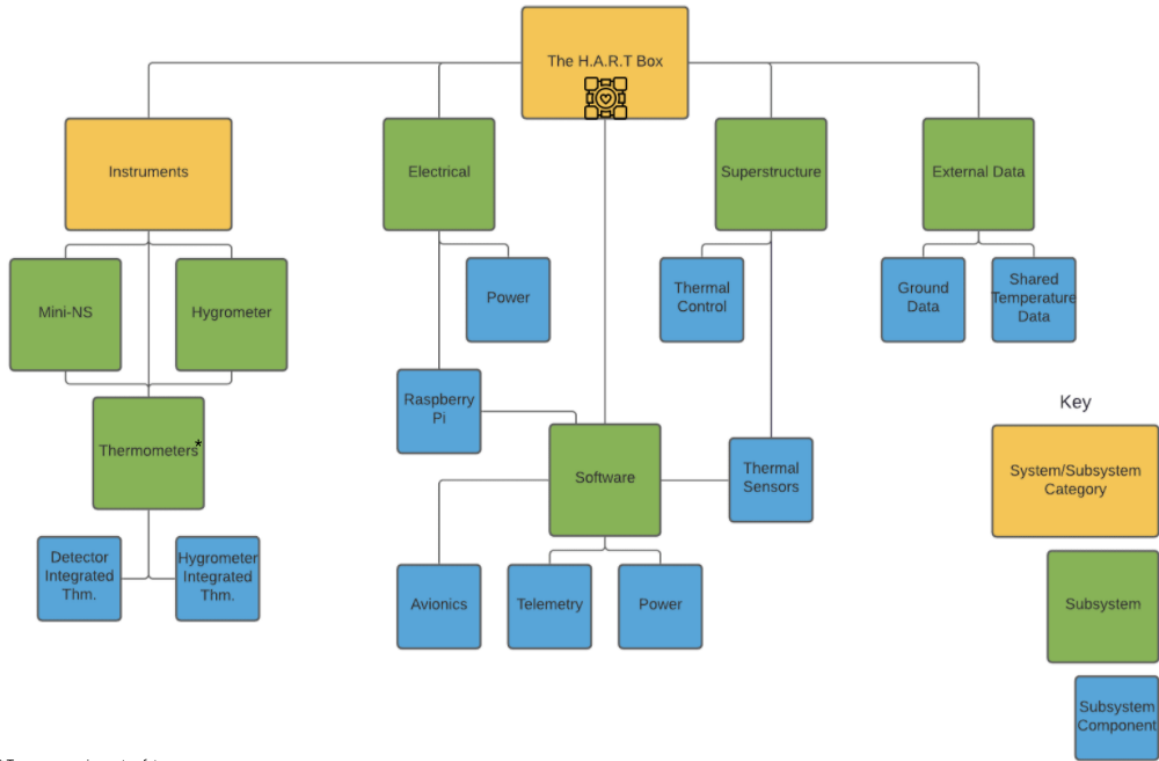 The H.A.R.T Box
Instruments
Electrical
Superstructure
External Data
Mini-NS
Hygrometer
Power
Thermal
Control
Ground
Data
Shared
Temperature
Data
Raspberry
Pi
Thermometers*
Software
Thermal
Sensors
Detector
Integrated
Thm.
Hygrometer
Integrated
Thm.
Avionics
Telemetry
Power
Key
System/Subsystem
Category
Subsystem
Subsystem
Component